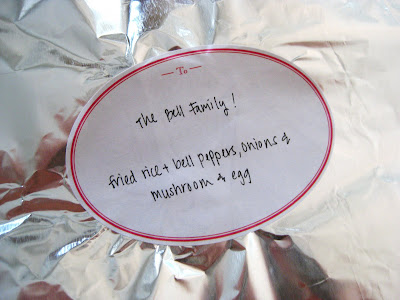 — To —
The Bell Family!
fried rice + bell peppers, onions &
mushroom & egg